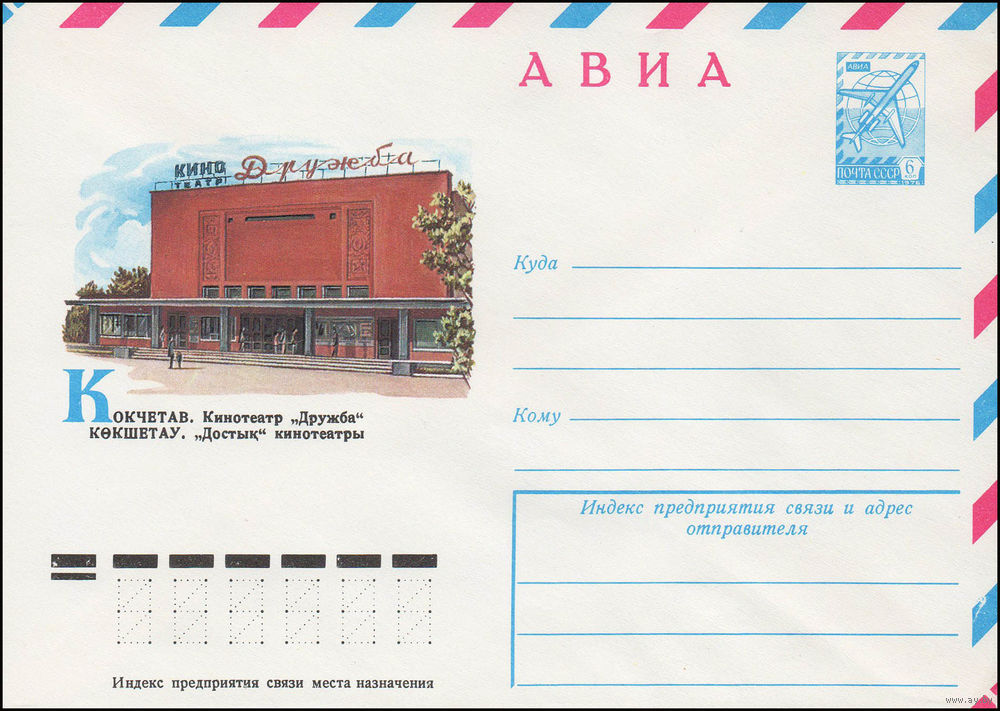 АВИА
АВИА
ПОЧТА СССР
6
КОП
1978
КИНО
ТЕАТР
Дружба
КОКЧЕТАВ. Кинотеатр „Дружба“
КӨКШЕТАУ. „Достық“ кинотеатры
Куда
Кому
Индекс предприятия связи и адрес
отправителя
Индекс предприятия связи места назначения